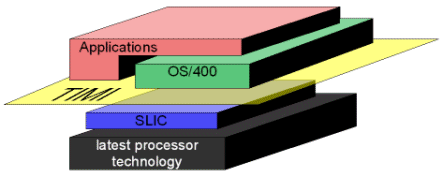 Applications
OS/400
TIMI
SLIC
latest processor
technology